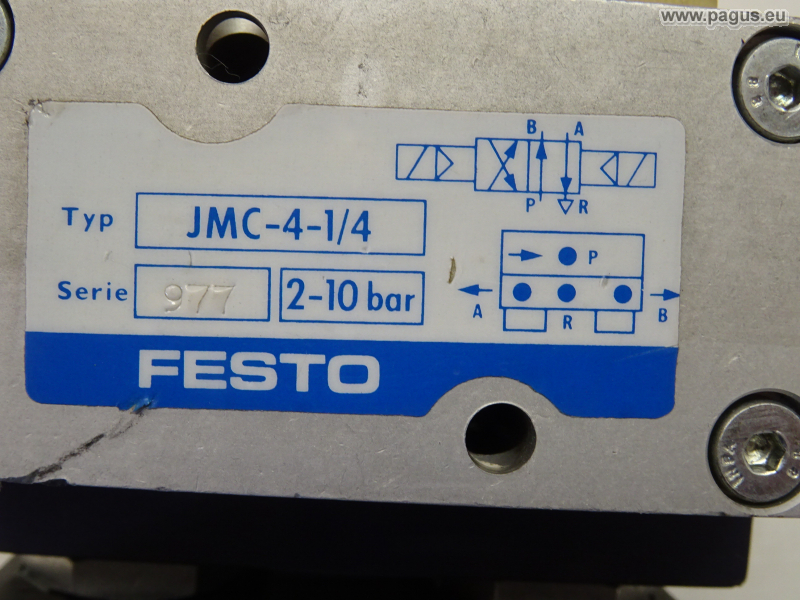 www.pagus.eu
B A
Typ JMC-4-1/4
P R
P
Serie 977 2-10 bar
A R B
FESTO